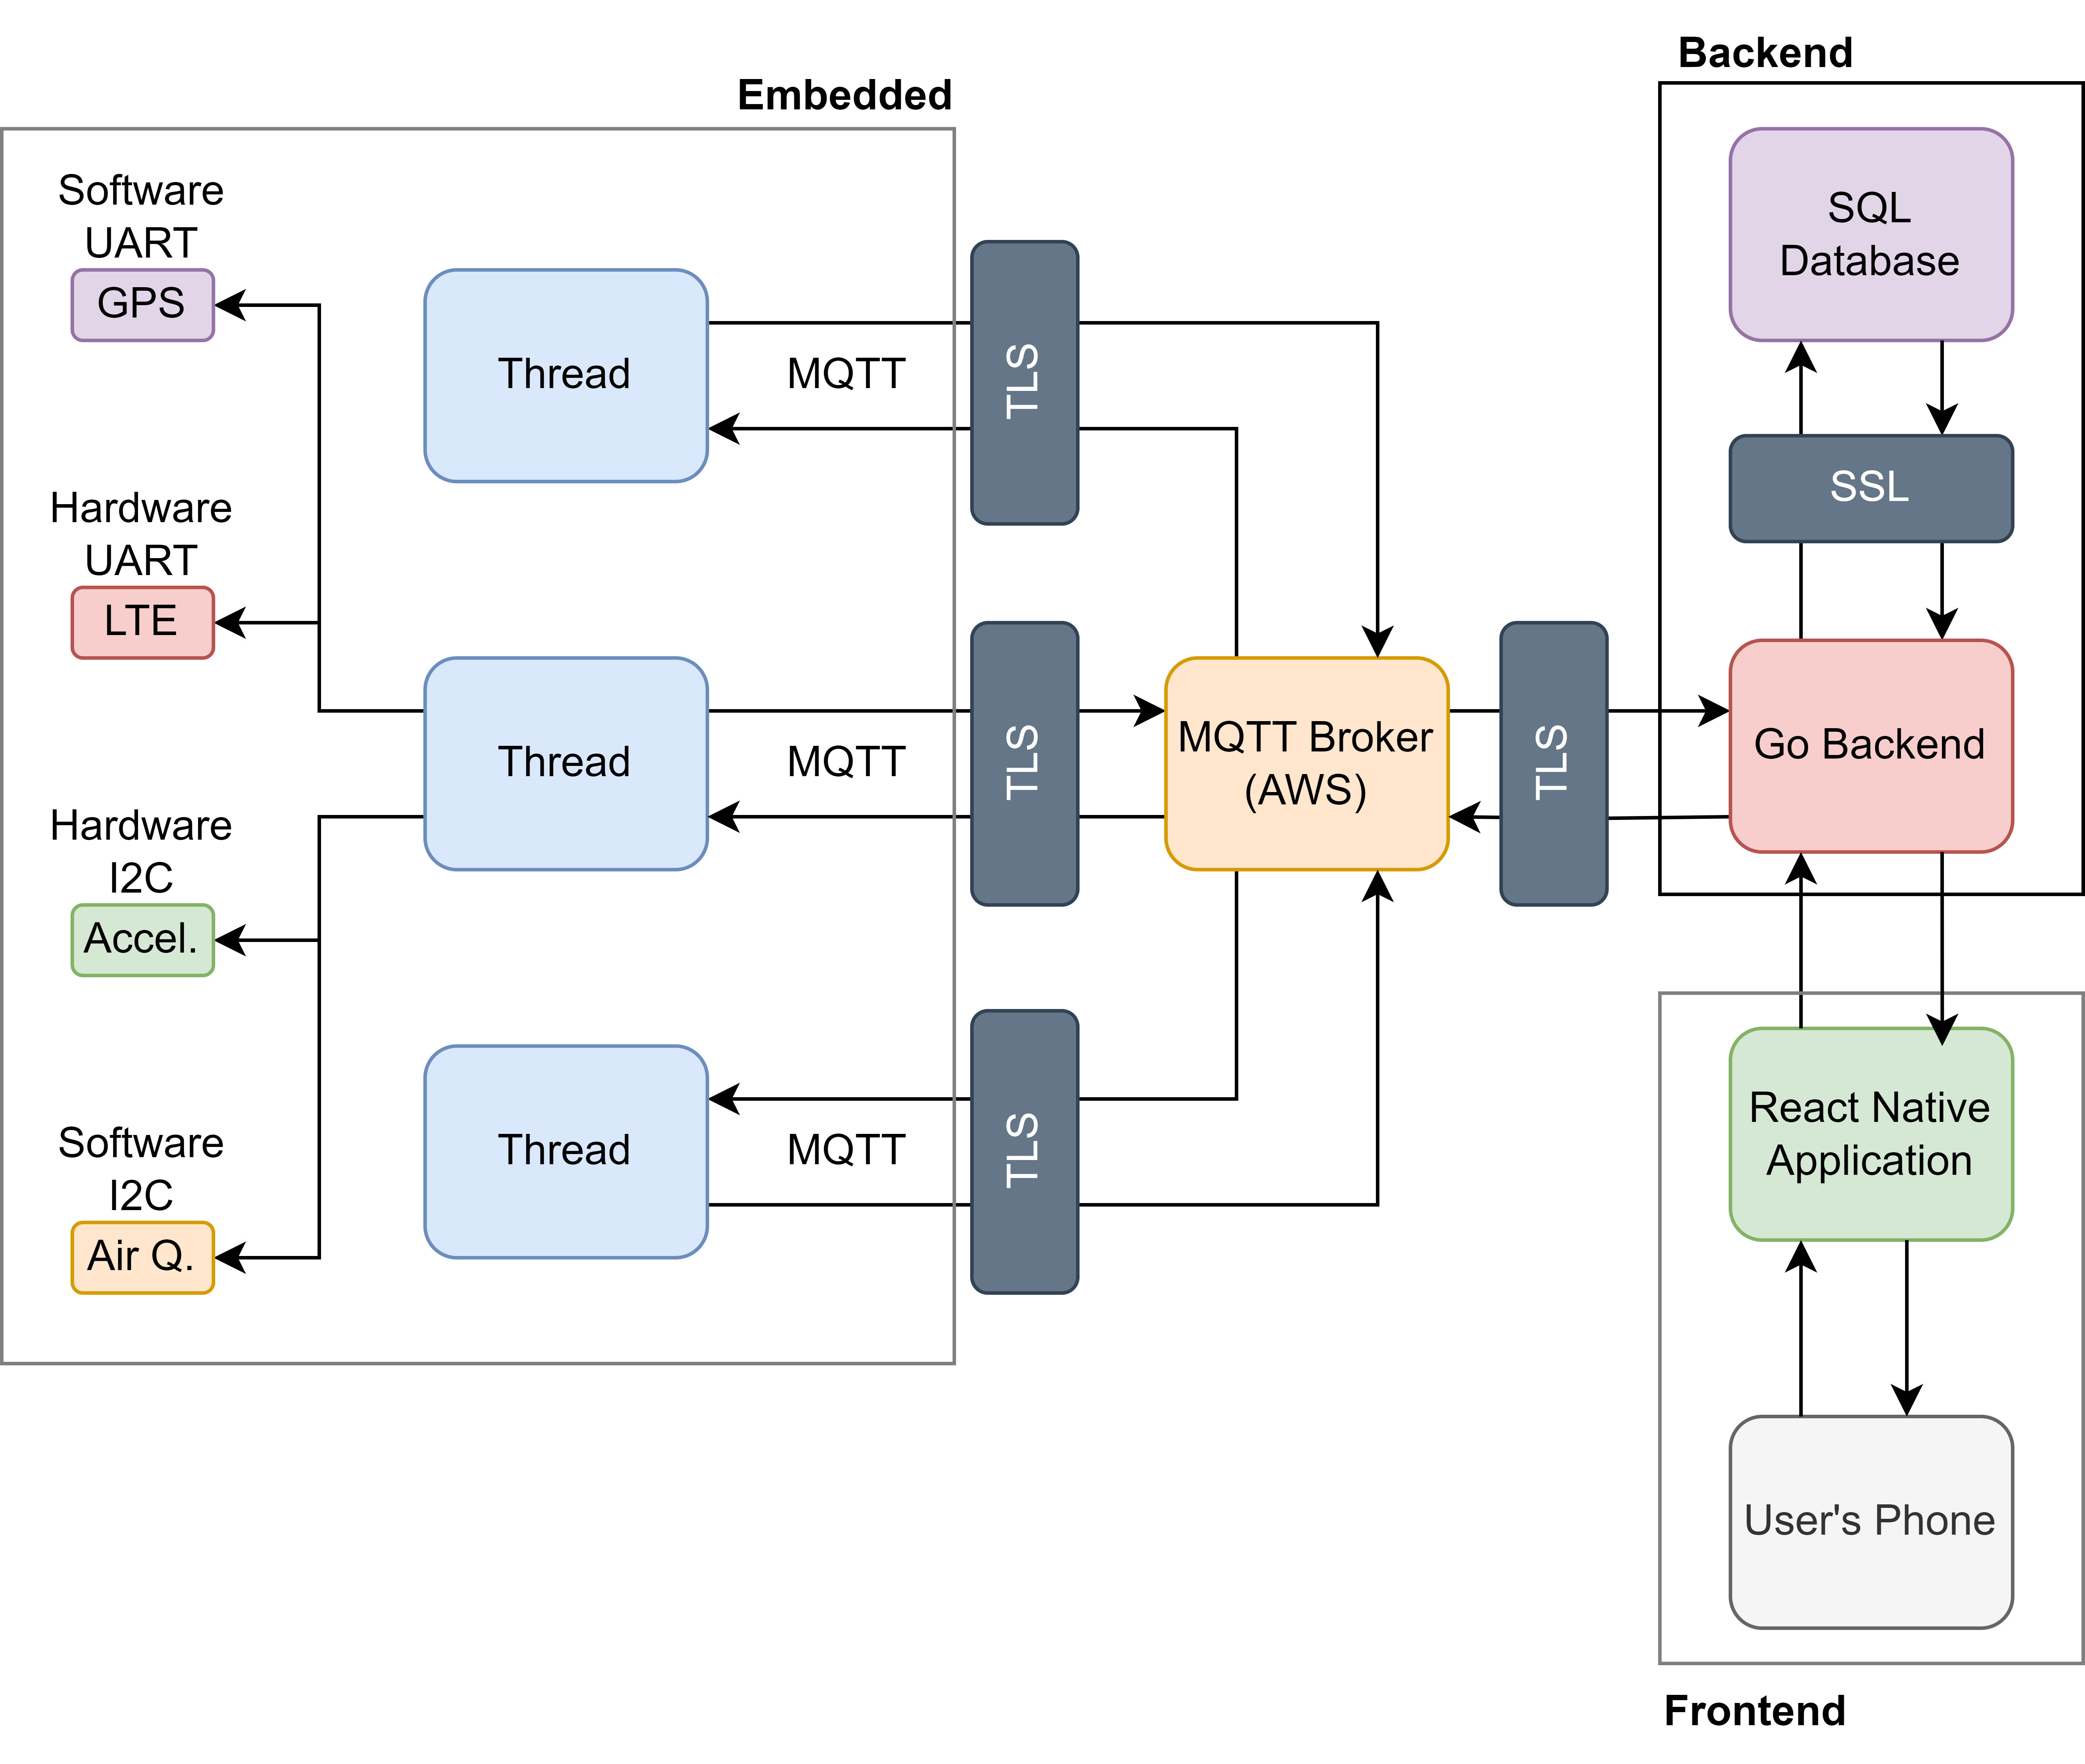 Embedded
Software
UART
GPS
Hardware
UART
LTE
Hardware
I2C
Accel.
Software
I2C
Air Q.
Thread
MQTT
TLS
Thread
MQTT
TLS
Thread
MQTT
TLS
MQTT Broker
(AWS)
TLS
Backend
SQL
Database
SSL
Go Backend
React Native
Application
User's Phone
Frontend